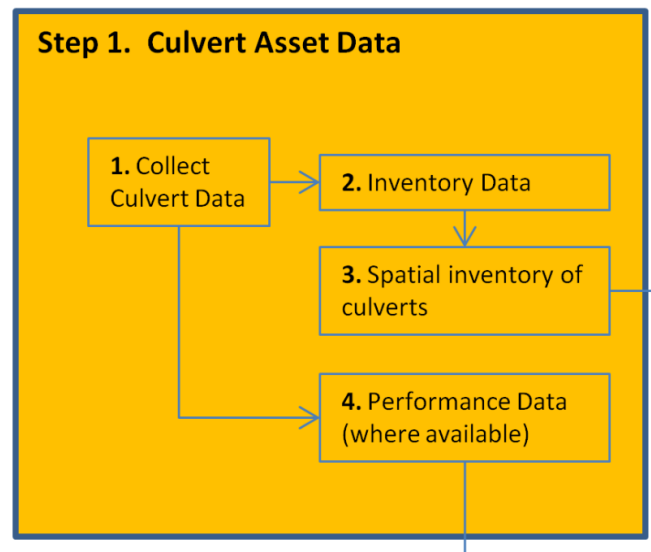 Step 1. Culvert Asset Data
1. Collect
Culvert Data
2. Inventory Data
3. Spatial inventory of
culverts
4. Performance Data
(where available)